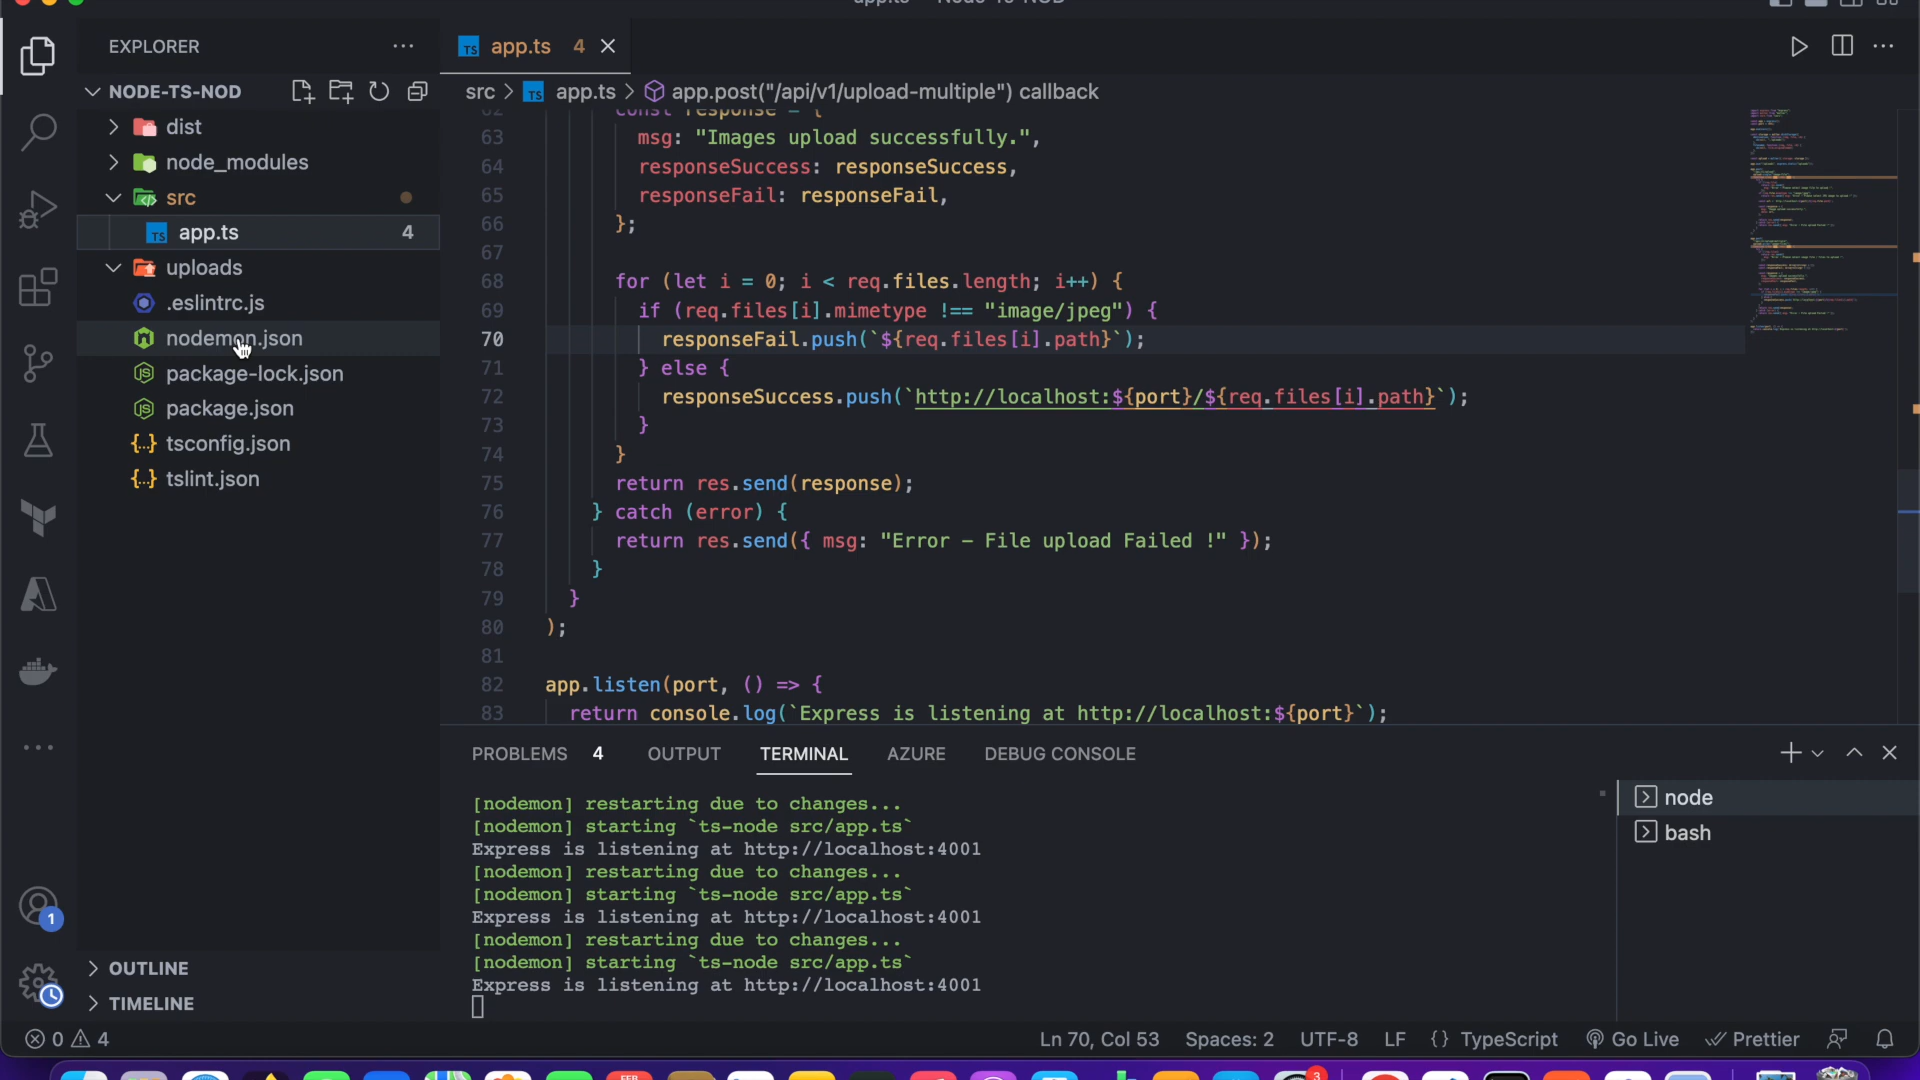 EXPLORER
NODE-TS-NOD
dist
node_modules
src
TS app.ts 4
uploads
.eslintrc.js
nodemon.json
package-lock.json
package.json
{..} tsconfig.json
{..} tslint.json
OUTLINE
TIMELINE
TS app.ts 4
src > TS app.ts > app.post("/api/v1/upload-multiple") callback
62 const response = {
63 msg: "Images upload successfully.",
64 responseSuccess: responseSuccess,
65 responseFail: responseFail,
66 };
67
68 for (let i = 0; i < req.files.length; i++) {
69 if (req.files[i].mimetype !== "image/jpeg") {
70 responseFail.push(`${req.files[i].path}`);
71 } else {
72 responseSuccess.push(`http://localhost:${port}/${req.files[i].path}`);
73 }
74 }
75 return res.send(response);
76 } catch (error) {
77 return res.send({ msg: "Error – File upload Failed !" });
78 }
79 }
80 );
81
82 app.listen(port, () => {
83 return console.log(`Express is listening at http://localhost:${port}`);
PROBLEMS 4 OUTPUT TERMINAL AZURE DEBUG CONSOLE
[nodemon] restarting due to changes...
[nodemon] starting `ts-node src/app.ts`
Express is listening at http://localhost:4001
[nodemon] restarting due to changes...
[nodemon] starting `ts-node src/app.ts`
Express is listening at http://localhost:4001
[nodemon] restarting due to changes...
[nodemon] starting `ts-node src/app.ts`
Express is listening at http://localhost:4001
node
bash
1
0 4 Ln 70, Col 53 Spaces: 2 UTF-8 LF {} TypeScript Go Live Prettier
FEB
3